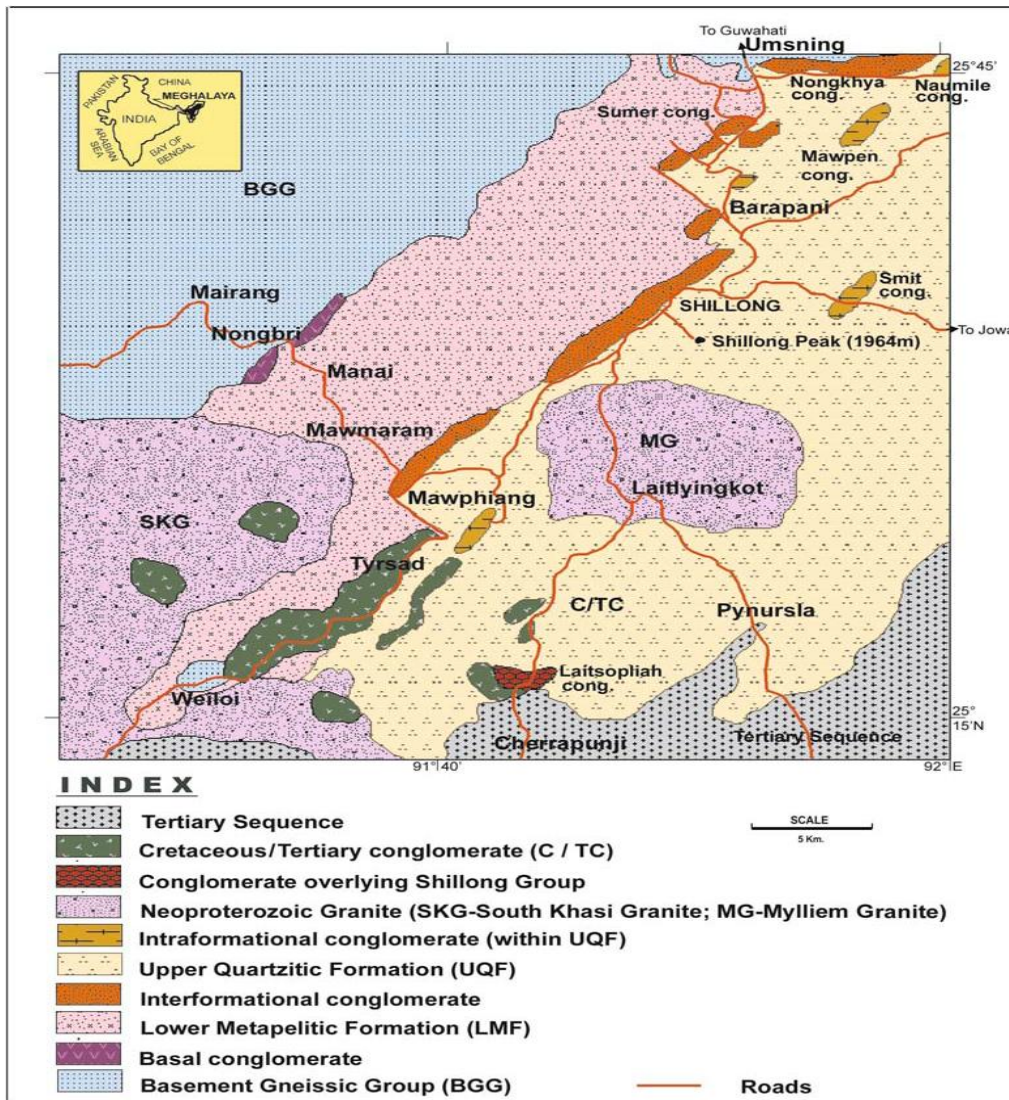 To Guwahati
Umsning
25°45'
Nongkhya
cong.
Naumile
cong.
CHINA
PAKISTAN
MEGHALAYA
INDIA
ARABIAN
SEA
BAY OF
BENGAL
Sumer cong.
Mawpen
cong.
BGG
Barapani
Mairang
Smit
cong.
Nongbri
SHILLONG
To Jowa
Shillong Peak (1964m)
Manai
Mawmaram
MG
Mawphiang
Laitlyingkot
SKG
Tyrsad
C/TC
Pynursla
Laitsopliah
cong.
Weiloi
25°
15'N
Cherrapunji
Tertiary Sequence
91°40'
92°E
INDEX
Tertiary Sequence
SCALE
5 Km.
Cretaceous/Tertiary conglomerate (C / TC)
Conglomerate overlying Shillong Group
Neoproterozoic Granite (SKG-South Khasi Granite; MG-Mylliem Granite)
Intraformational conglomerate (within UQF)
Upper Quartzitic Formation (UQF)
Interformational conglomerate
Lower Metapelitic Formation (LMF)
Basal conglomerate
Basement Gneissic Group (BGG)
Roads